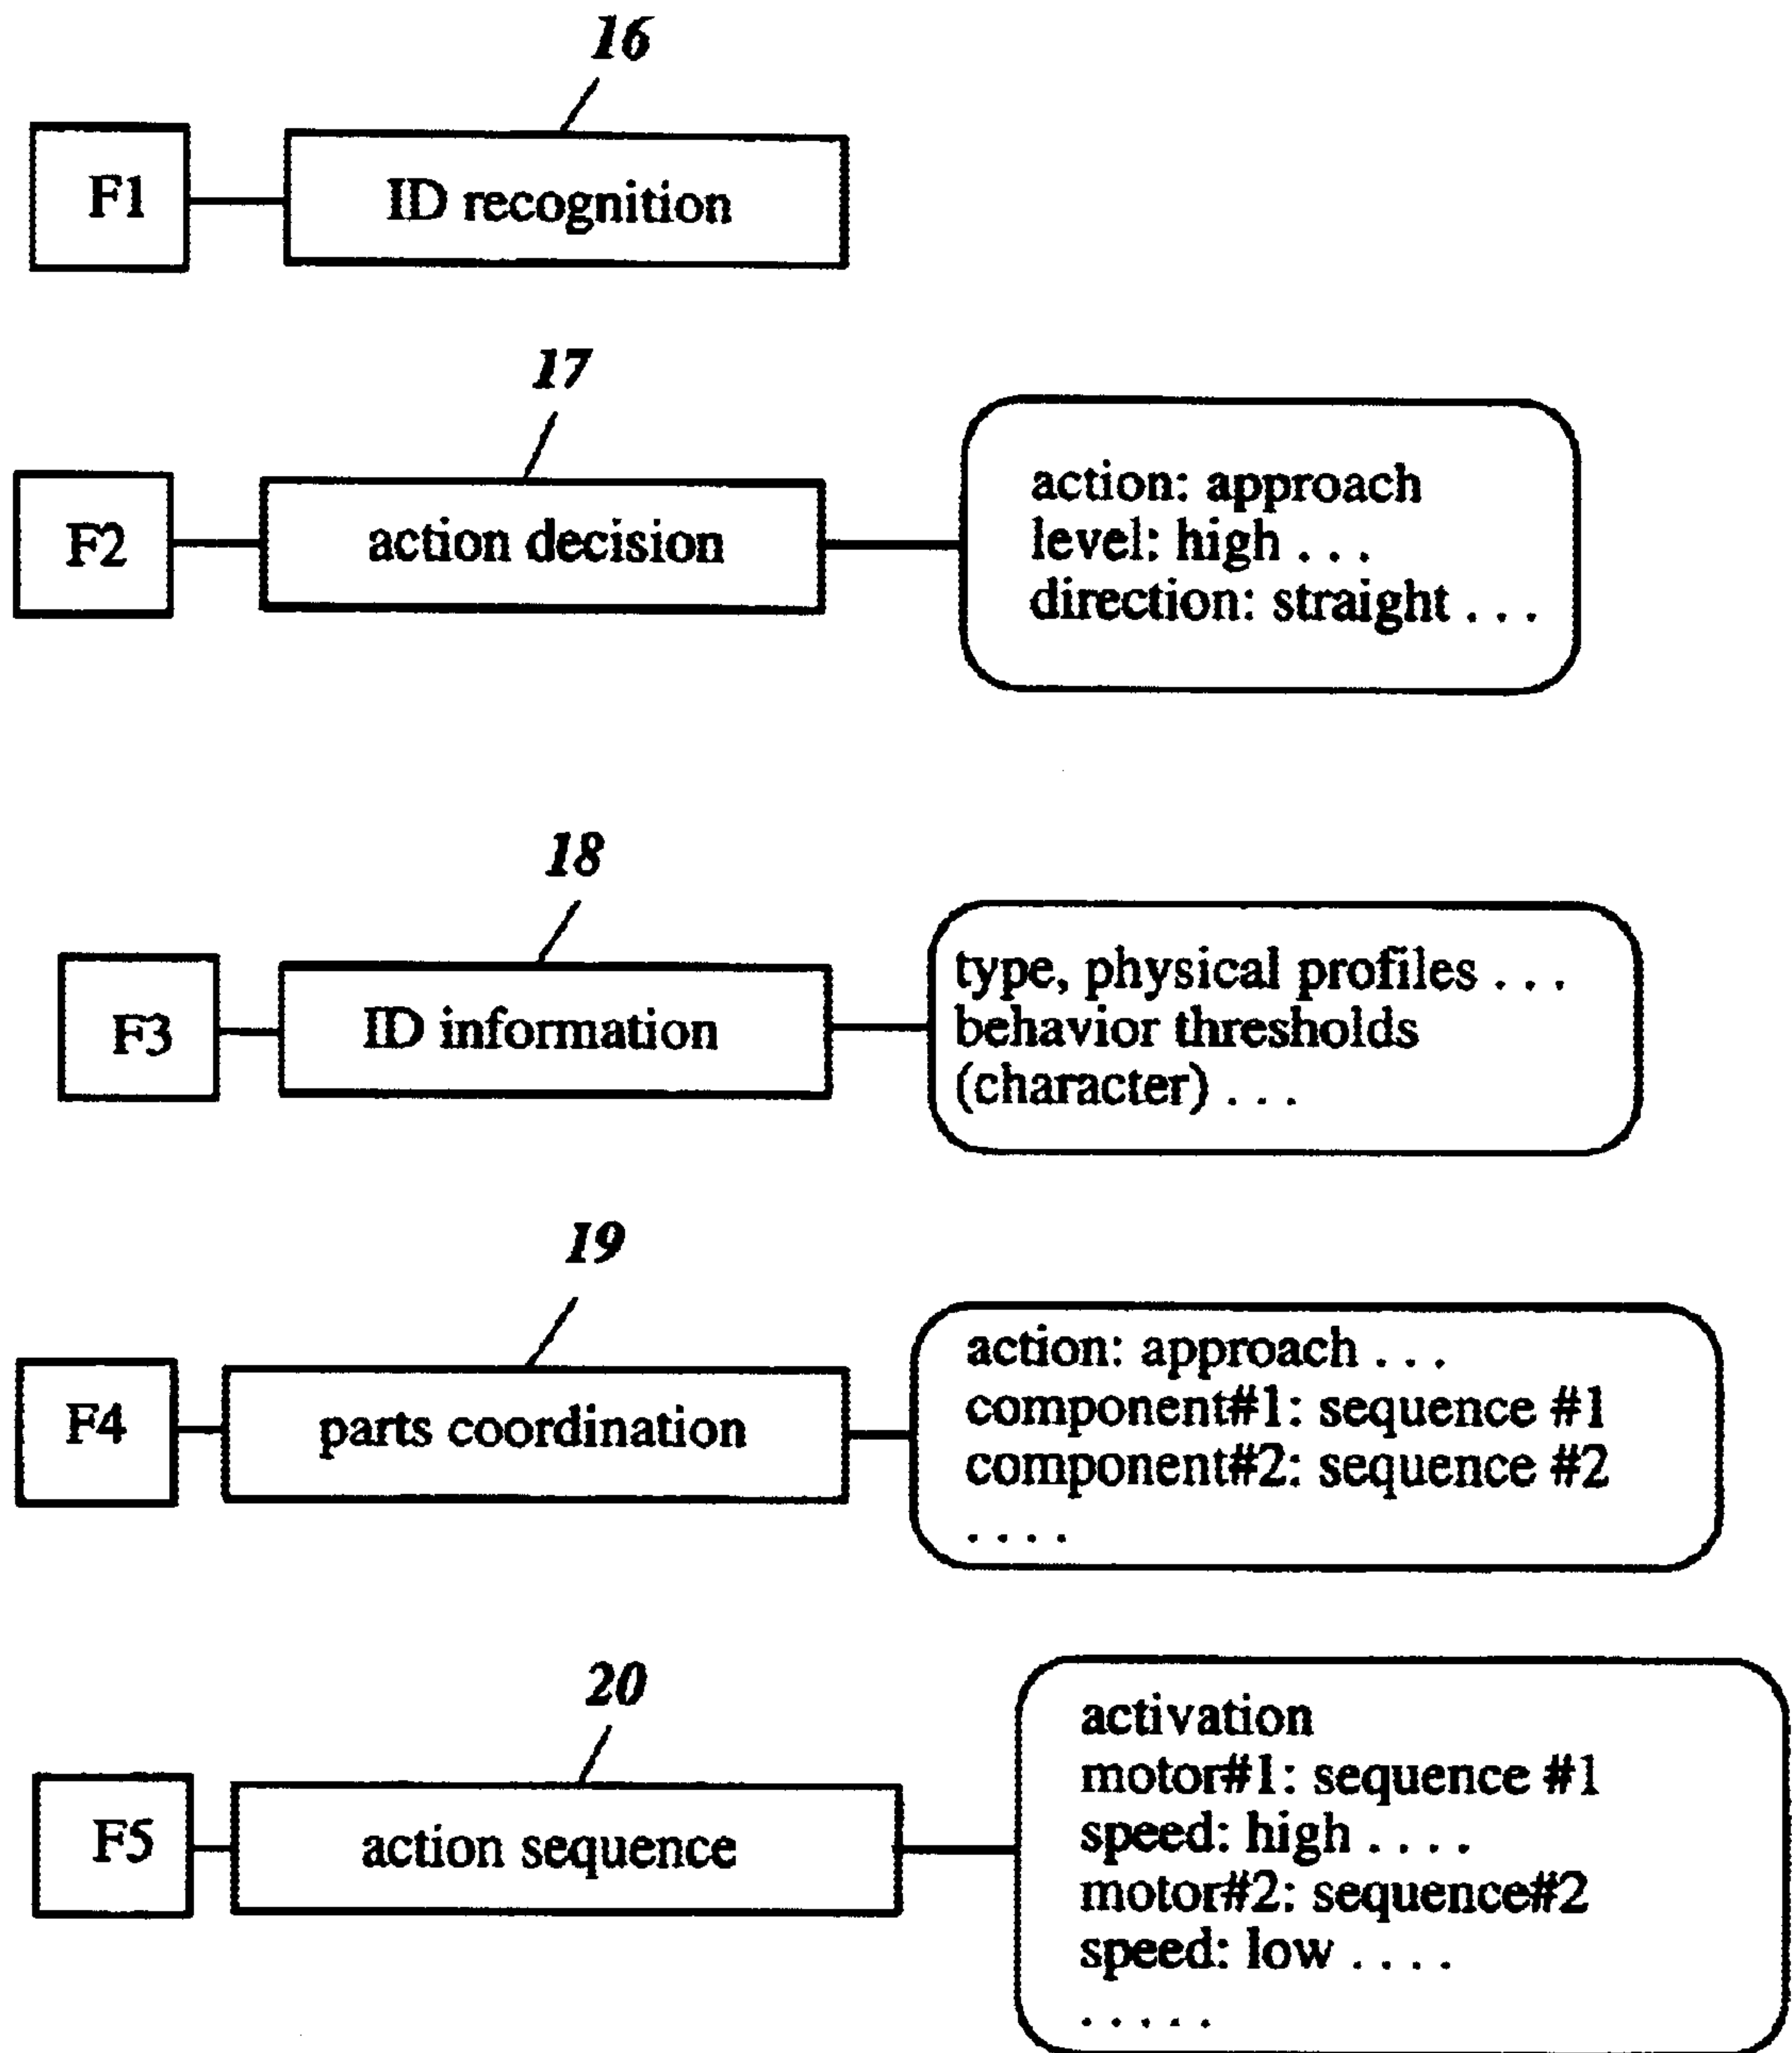 16
F1
ID recognition
17
F2
action decision
action: approach
level: high . . .
direction: straight . . .
18
F3
ID information
type, physical profiles . . .
behavior thresholds
(character) . . .
19
F4
parts coordination
action: approach . . .
component#1: sequence #1
component#2: sequence #2
. . . .
20
F5
action sequence
activation
motor#1: sequence #1
speed: high . . . .
motor#2: sequence#2
speed: low . . . .
. . . . .